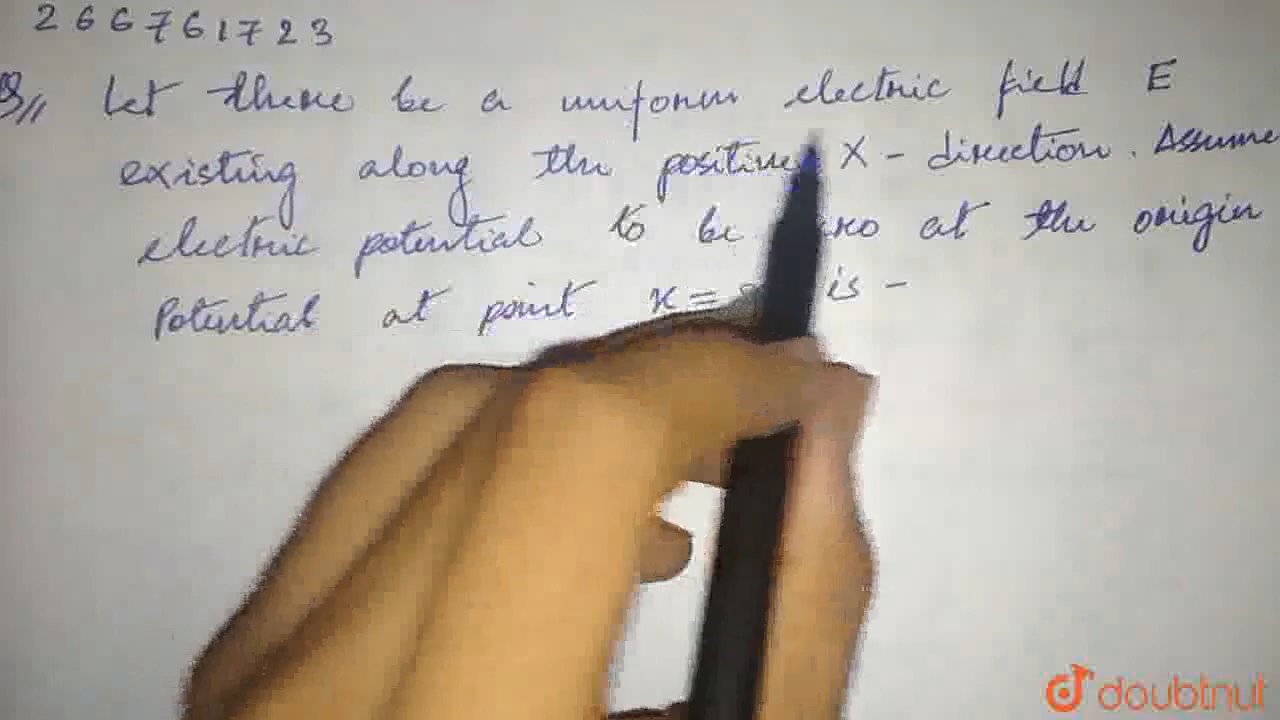 266761723
Q// Let there be a uniform electric field E
existing along the positive X - direction. Assume
electric potential to be at the origin
Potential at point x = is -
doubtnut